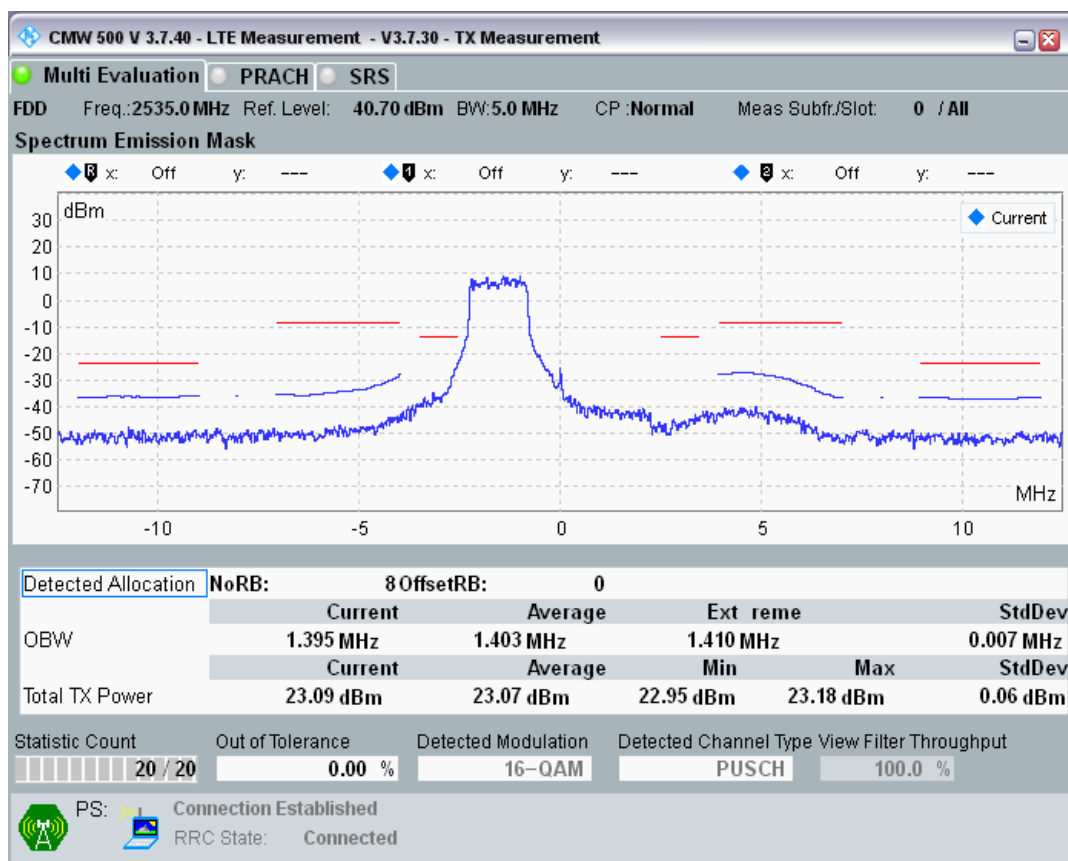 CMW 500 V 3.7.40 - LTE Measurement - V3.7.30 - TX Measurement
Multi Evaluation PRACH SRS
FDD Freq.:2535.0 MHz Ref. Level: 40.70 dBm BW:5.0 MHz CP :Normal Meas Subfr./Slot: 0 / All
Spectrum Emission Mask
R x: Off y: --- 1 x: Off y: --- 2 x: Off y: ---
dBm
Current
30
20
10
0
-10
-20
-30
-40
-50
-60
-70
MHz
-10 -5 0 5 10
Detected Allocation NoRB: 8 OffsetRB: 0
Current Average Ext reme StdDev
OBW 1.395 MHz 1.403 MHz 1.410 MHz 0.007 MHz
Current Average Min Max StdDev
Total TX Power 23.09 dBm 23.07 dBm 22.95 dBm 23.18 dBm 0.06 dBm
Statistic Count Out of Tolerance Detected Modulation Detected Channel Type View Filter Throughput
20 / 20 0.00 % 16-QAM PUSCH 100.0 %
PS: Connection Established
RRC State: Connected